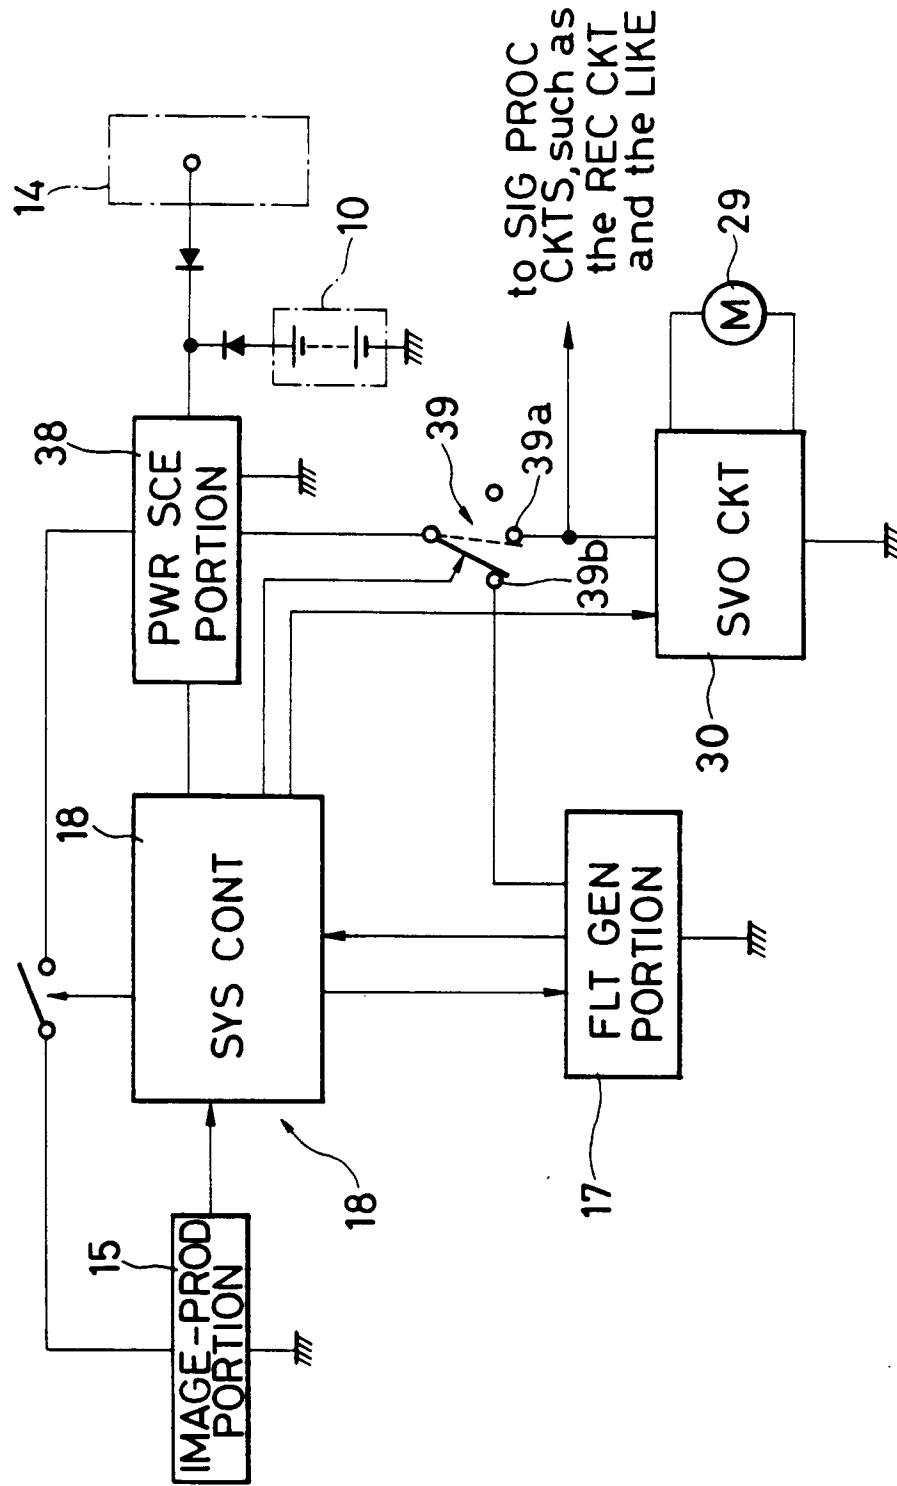 14
10
38
PWR SCE
PORTION
39
39a
39b
to SIG PROC
CKTS, such as
the REC CKT
and the LIKE
29
M
SVO CKT
30
18
SYS CONT
18
FLT GEN
PORTION
17
15
IMAGE-PROD
PORTION